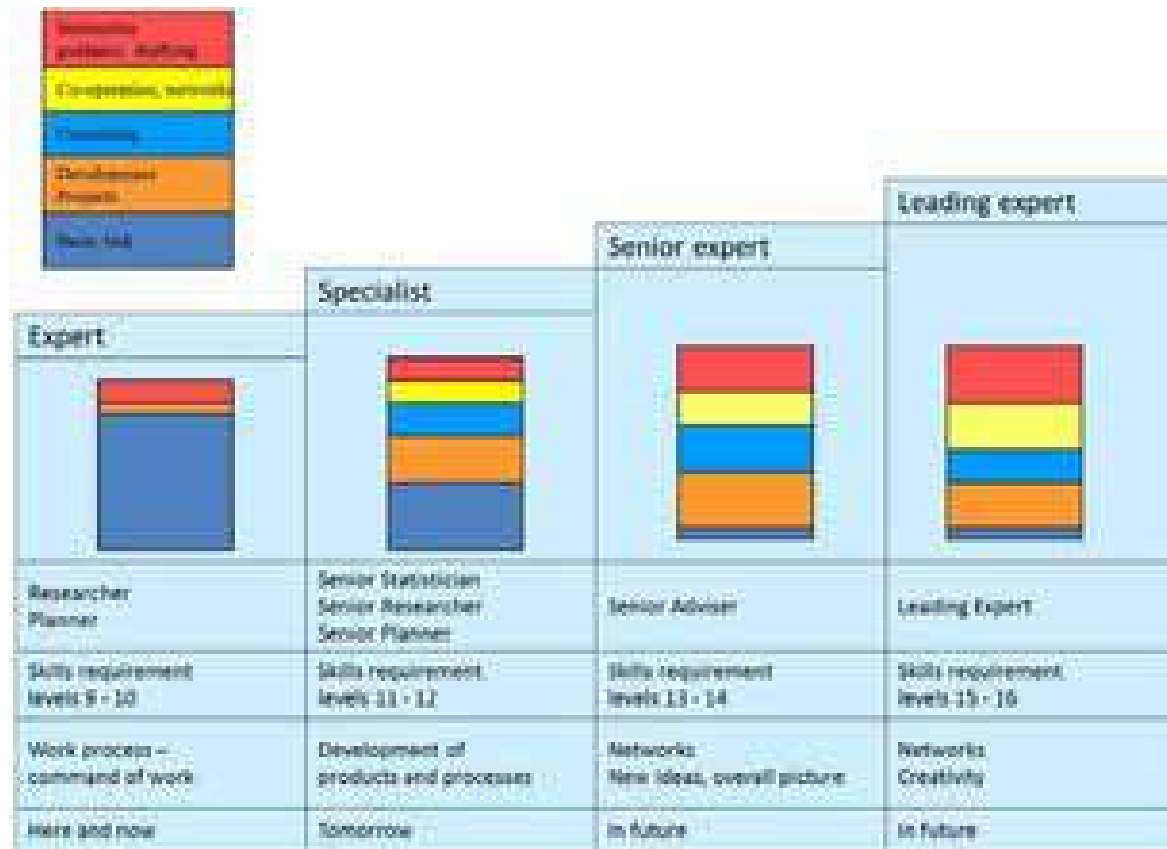 drafting
Co-operation, networks
Development
Projects
Basic
Leading expert
Senior expert
Specialist
Expert
Researcher
Planner
Senior Statistician
Senior Researcher
Senior Planner
Senior Adviser
Leading Expert
Skills requirement
levels 9 - 10
Skills requirement
levels 11 - 12
Skills requirement
levels 13 - 14
Skills requirement
levels 15 - 16
Work process –
command of work
Development of
products and processes
Networks
New ideas, overall picture
Networks
Creativity
Here and now
Tomorrow
In future
In future